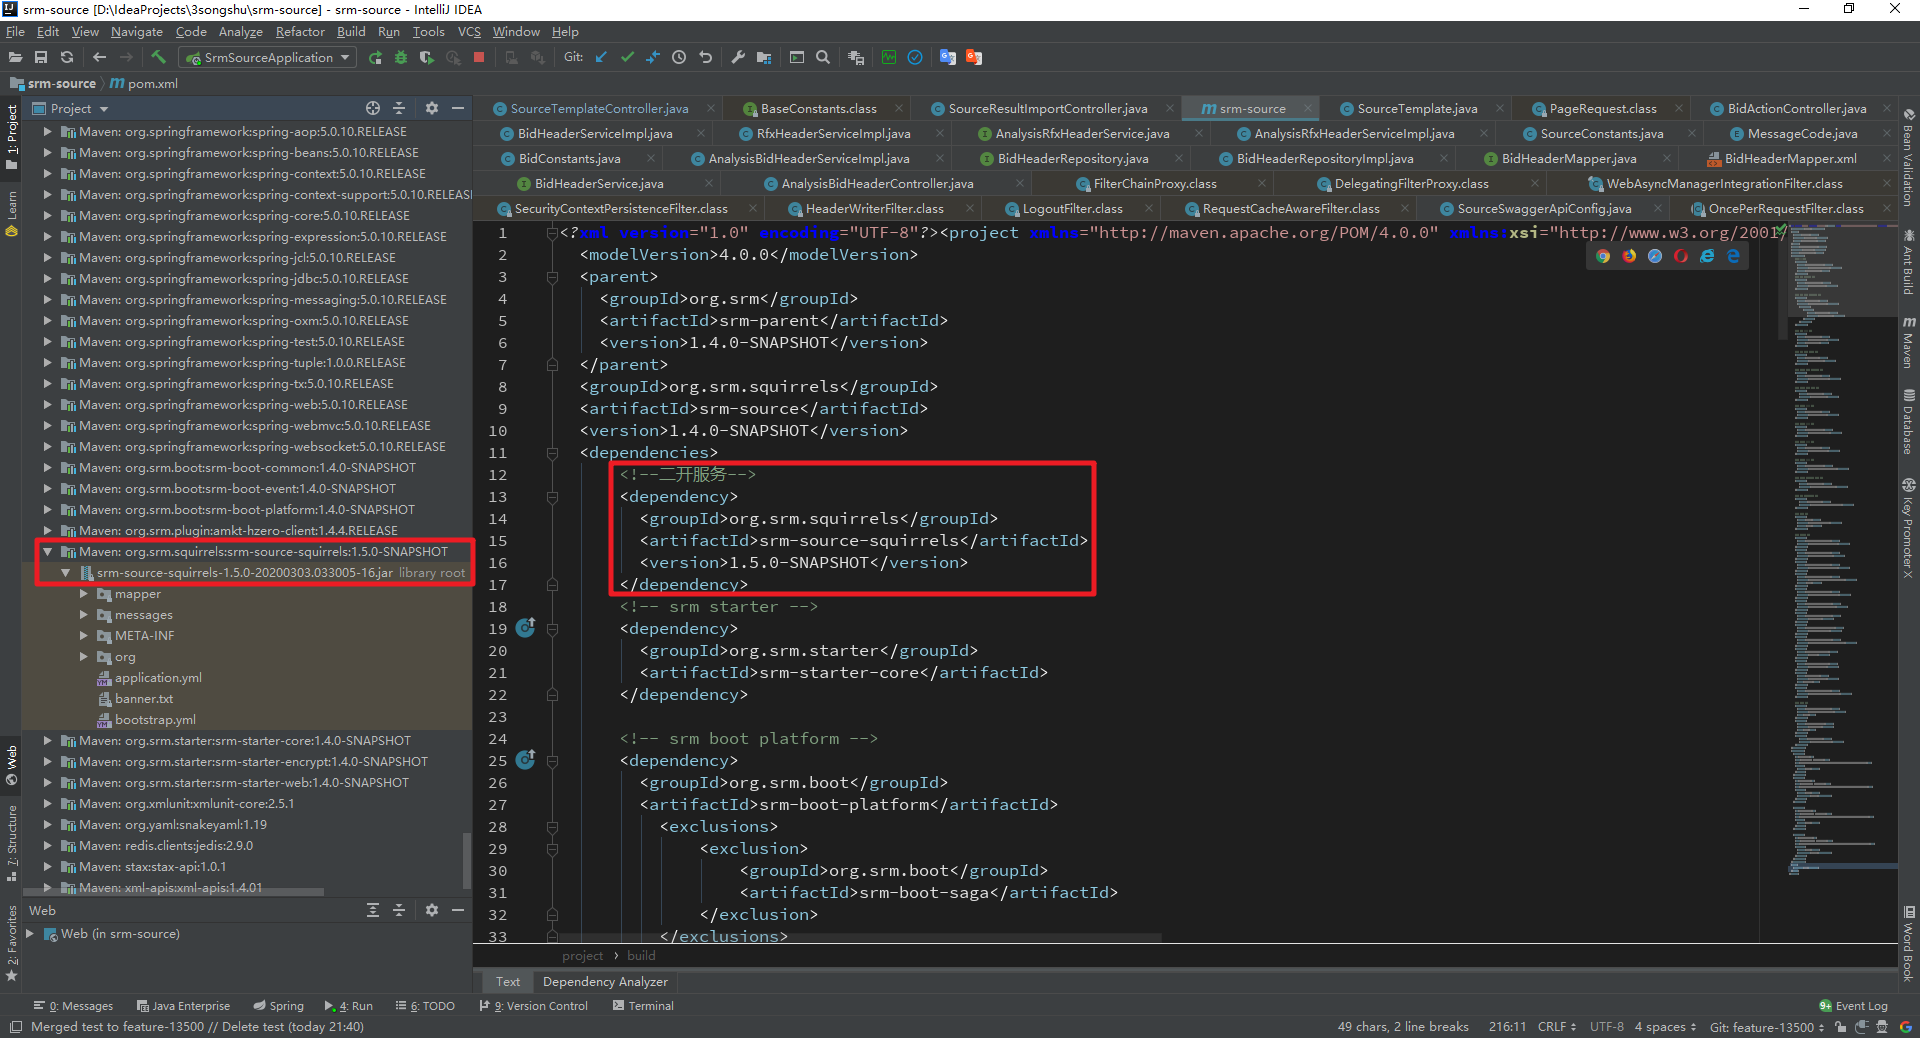 srm-source [D:\IdeaProjects\3songshu\srm-source] - srm-source - IntelliJ IDEA
File Edit View Navigate Code Analyze Refactor Build Run Tools VCS Window Help
SrmSourceApplication Git:
srm-source pom.xml
Project
SourceTemplateController.java BaseConstants.class SourceResultImportController.java srm-source SourceTemplate.java PageRequest.class BidActionController.java
BidHeaderServiceImpl.java RfxHeaderServiceImpl.java AnalysisRfxHeaderService.java AnalysisRfxHeaderServiceImpl.java SourceConstants.java MessageCode.java
BidConstants.java AnalysisBidHeaderServiceImpl.java BidHeaderRepository.java BidHeaderRepositoryImpl.java BidHeaderMapper.java BidHeaderMapper.xml
BidHeaderService.java AnalysisBidHeaderController.java FilterChainProxy.class DelegatingFilterProxy.class WebAsyncManagerIntegrationFilter.class
SecurityContextPersistenceFilter.class HeaderWriterFilter.class LogoutFilter.class RequestCacheAwareFilter.class SourceSwaggerApiConfig.java OncePerRequestFilter.class
1: Project
Learn
Web
7: Structure
2: Favorites
Maven: org.springframework:spring-aop:5.0.10.RELEASE
Maven: org.springframework:spring-beans:5.0.10.RELEASE
Maven: org.springframework:spring-context:5.0.10.RELEASE
Maven: org.springframework:spring-context-support:5.0.10.RELEAS
Maven: org.springframework:spring-core:5.0.10.RELEASE
Maven: org.springframework:spring-expression:5.0.10.RELEASE
Maven: org.springframework:spring-jcl:5.0.10.RELEASE
Maven: org.springframework:spring-jdbc:5.0.10.RELEASE
Maven: org.springframework:spring-messaging:5.0.10.RELEASE
Maven: org.springframework:spring-oxm:5.0.10.RELEASE
Maven: org.springframework:spring-test:5.0.10.RELEASE
Maven: org.springframework:spring-tuple:1.0.0.RELEASE
Maven: org.springframework:spring-tx:5.0.10.RELEASE
Maven: org.springframework:spring-web:5.0.10.RELEASE
Maven: org.springframework:spring-webmvc:5.0.10.RELEASE
Maven: org.springframework:spring-websocket:5.0.10.RELEASE
Maven: org.srm.boot:srm-boot-common:1.4.0-SNAPSHOT
Maven: org.srm.boot:srm-boot-event:1.4.0-SNAPSHOT
Maven: org.srm.boot:srm-boot-platform:1.4.0-SNAPSHOT
Maven: org.srm.plugin:amkt-hzero-client:1.4.4.RELEASE
Maven: org.srm.squirrels:srm-source-squirrels:1.5.0-SNAPSHOT
srm-source-squirrels-1.5.0-20200303.033005-16.jar library root
mapper
messages
META-INF
org
application.yml
banner.txt
bootstrap.yml
Maven: org.srm.starter:srm-starter-core:1.4.0-SNAPSHOT
Maven: org.srm.starter:srm-starter-encrypt:1.4.0-SNAPSHOT
Maven: org.srm.starter:srm-starter-web:1.4.0-SNAPSHOT
Maven: org.xmlunit:xmlunit-core:2.5.1
Maven: org.yaml:snakeyaml:1.19
Maven: redis.clients:jedis:2.9.0
Maven: stax:stax-api:1.0.1
Maven: xml-apis:xml-apis:1.4.01
Web
Web (in srm-source)
1 <?xml version="1.0" encoding="UTF-8"?><project xmlns="http://maven.apache.org/POM/4.0.0" xmlns:xsi="http://www.w3.org/2001/
2 <modelVersion>4.0.0</modelVersion>
3 <parent>
4 <groupId>org.srm</groupId>
5 <artifactId>srm-parent</artifactId>
6 <version>1.4.0-SNAPSHOT</version>
7 </parent>
8 <groupId>org.srm.squirrels</groupId>
9 <artifactId>srm-source</artifactId>
10 <version>1.4.0-SNAPSHOT</version>
11 <dependencies>
12 <!--二开服务-->
13 <dependency>
14 <groupId>org.srm.squirrels</groupId>
15 <artifactId>srm-source-squirrels</artifactId>
16 <version>1.5.0-SNAPSHOT</version>
17 </dependency>
18 <!-- srm starter -->
19 <dependency>
20 <groupId>org.srm.starter</groupId>
21 <artifactId>srm-starter-core</artifactId>
22 </dependency>
23
24 <!-- srm boot platform -->
25 <dependency>
26 <groupId>org.srm.boot</groupId>
27 <artifactId>srm-boot-platform</artifactId>
28 <exclusions>
29 <exclusion>
30 <groupId>org.srm.boot</groupId>
31 <artifactId>srm-boot-saga</artifactId>
32 </exclusion>
33 </exclusions>
project › build
Text Dependency Analyzer
Bean Validation
Ant Build
Maven
Database
Key Promoter X
Word Book
0: Messages Java Enterprise Spring 4: Run 6: TODO 9: Version Control Terminal 9+ Event Log
Merged test to feature-13500 // Delete test (today 21:40) 49 chars, 2 line breaks 216:11 CRLF UTF-8 4 spaces Git: feature-13500